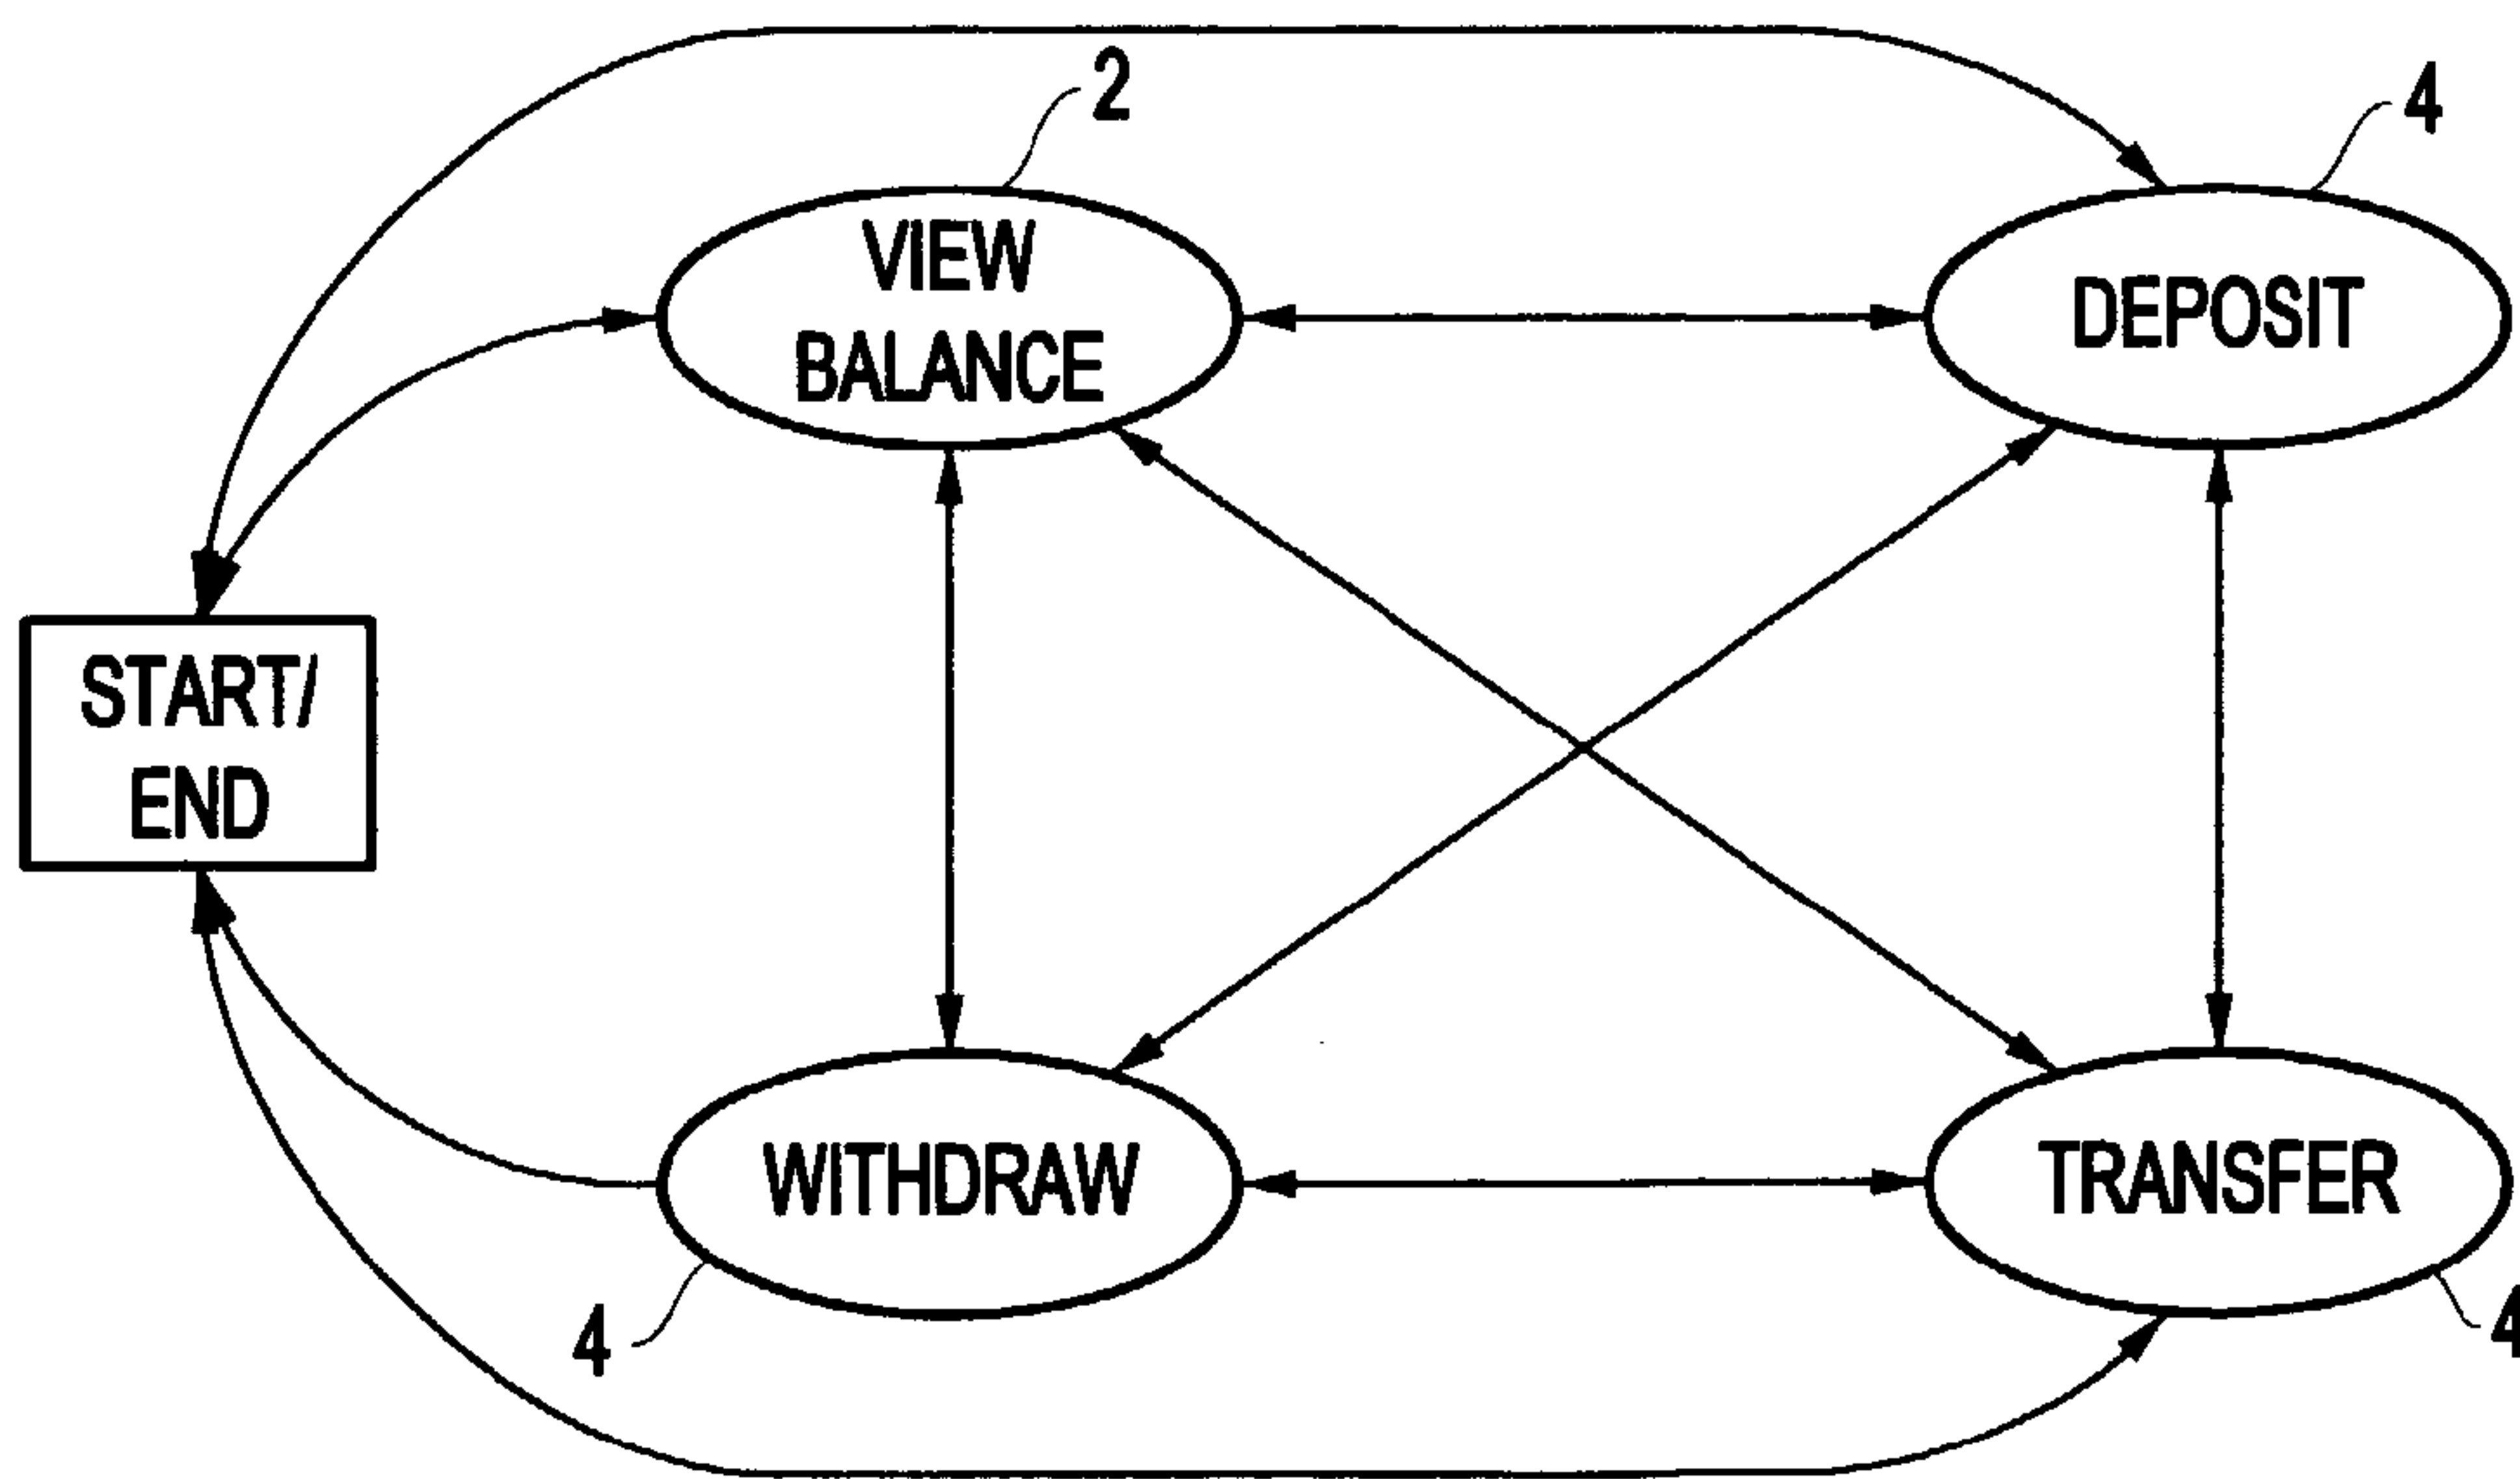 2
4
VIEW
BALANCE
DEPOSIT
START/
END
WITHDRAW
TRANSFER
4
4